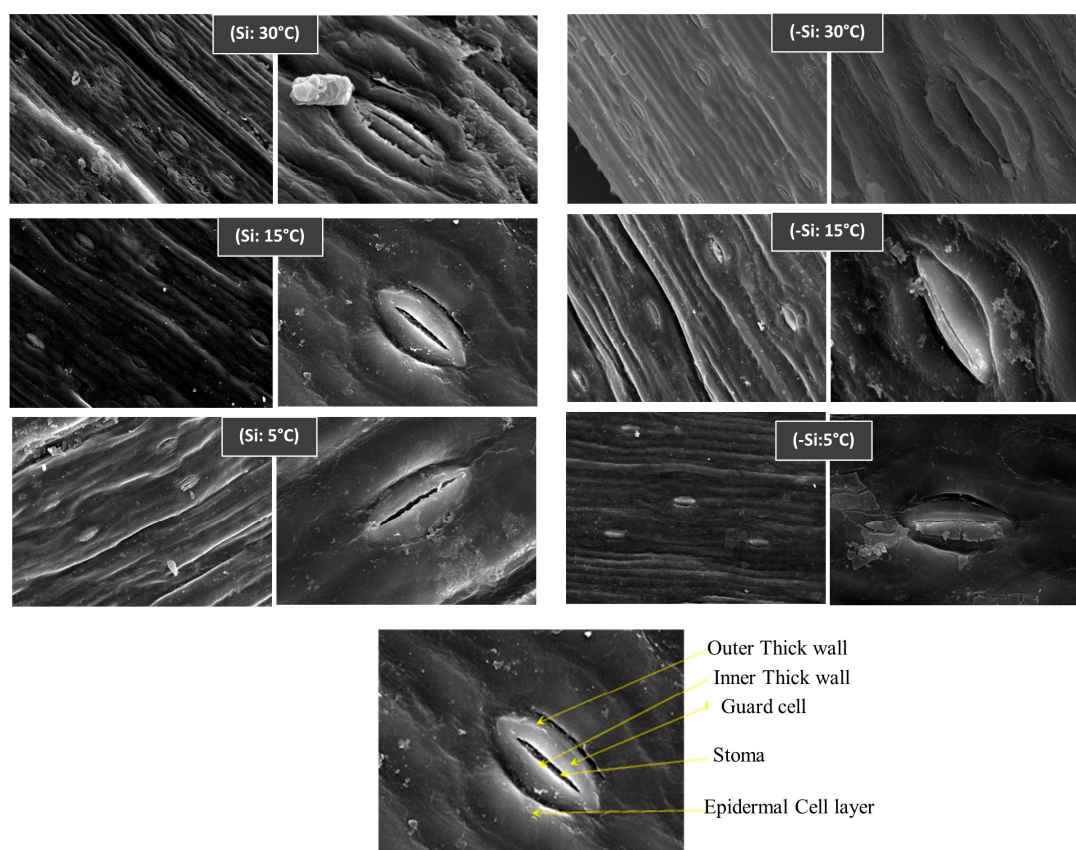 (Si: 30°C)
(-Si: 30°C)
(Si: 15°C)
(-Si: 15°C)
(Si: 5°C)
(-Si:5°C)
Outer Thick wall
Inner Thick wall
Guard cell
Stoma
Epidermal Cell layer